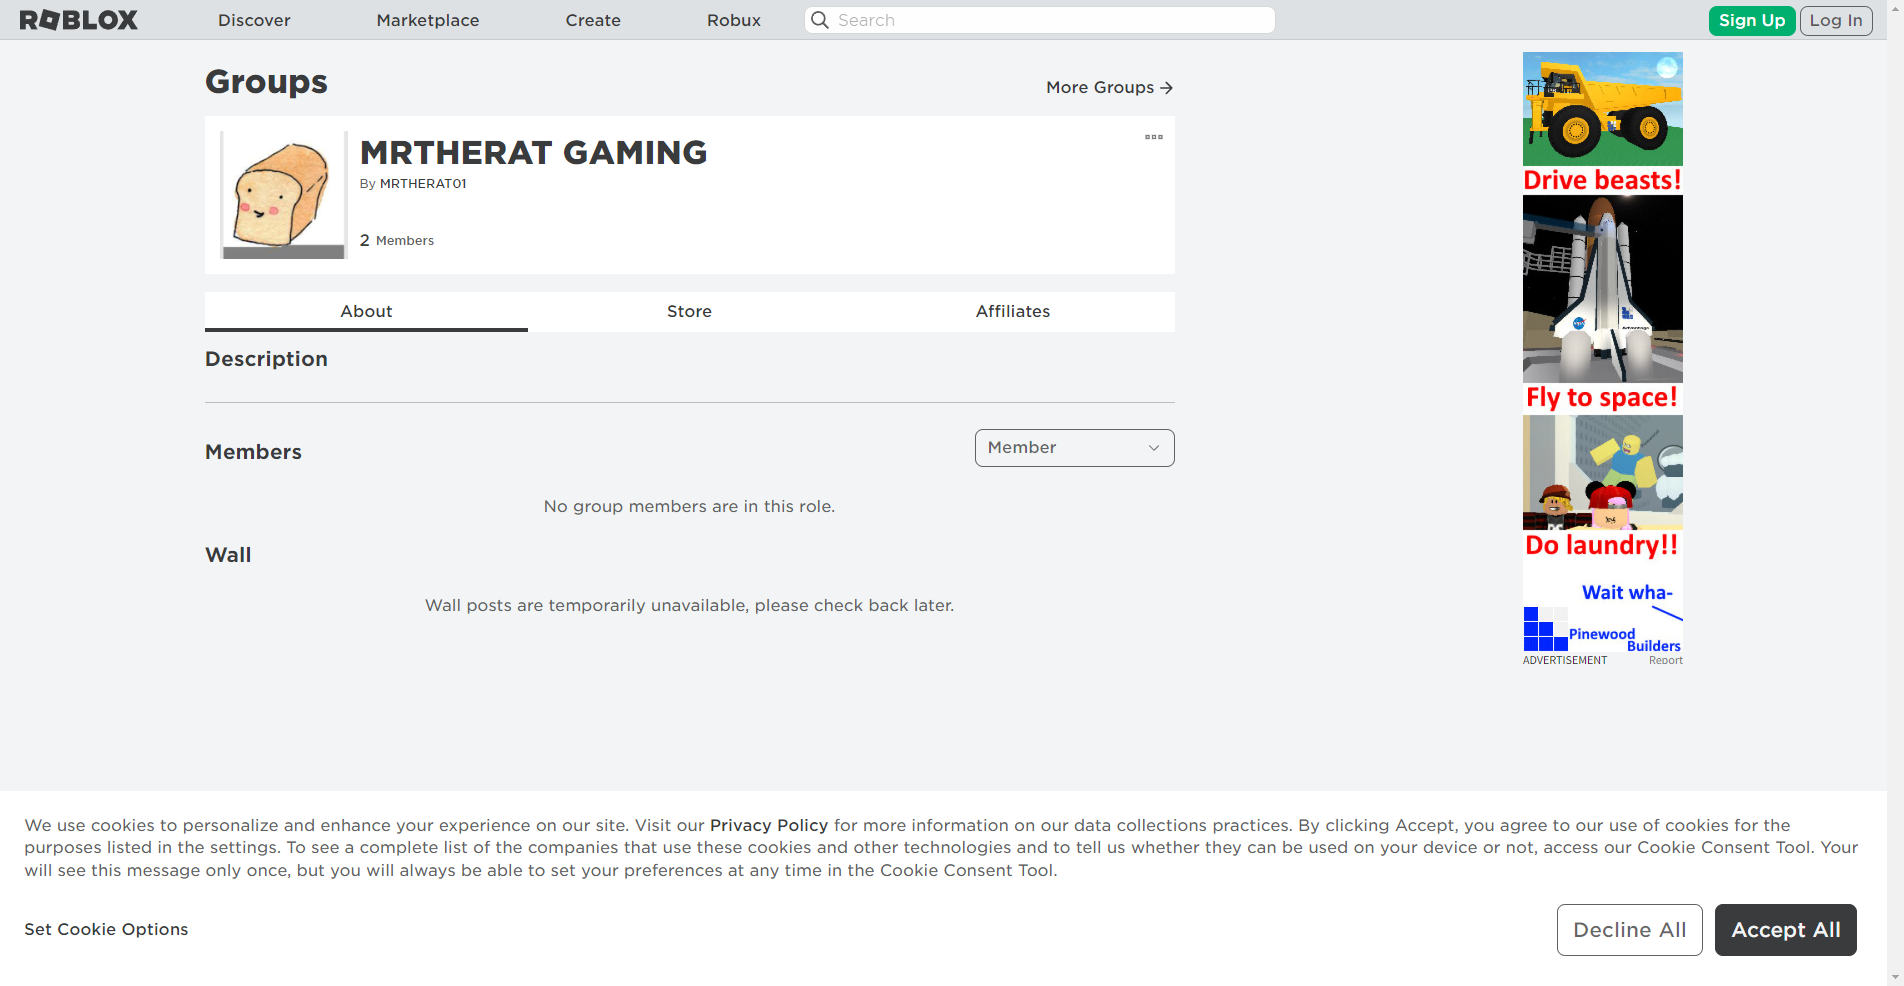 ROBLOX
Discover
Marketplace
Create
Robux
Search
Sign Up
Log In
Groups
More Groups
MRTHERAT GAMING
By MRTHERAT01
2 Members
About
Store
Affiliates
Description
Members
Member
No group members are in this role.
Wall
Wall posts are temporarily unavailable, please check back later.
Drive beasts!
Fly to space!
Do laundry!!
Wait wha-
Pinewood
Builders
ADVERTISEMENT
Report
We use cookies to personalize and enhance your experience on our site. Visit our Privacy Policy for more information on our data collections practices. By clicking Accept, you agree to our use of cookies for the
purposes listed in the settings. To see a complete list of the companies that use these cookies and other technologies and to tell us whether they can be used on your device or not, access our Cookie Consent Tool. Your
will see this message only once, but you will always be able to set your preferences at any time in the Cookie Consent Tool.
Set Cookie Options
Decline All
Accept All